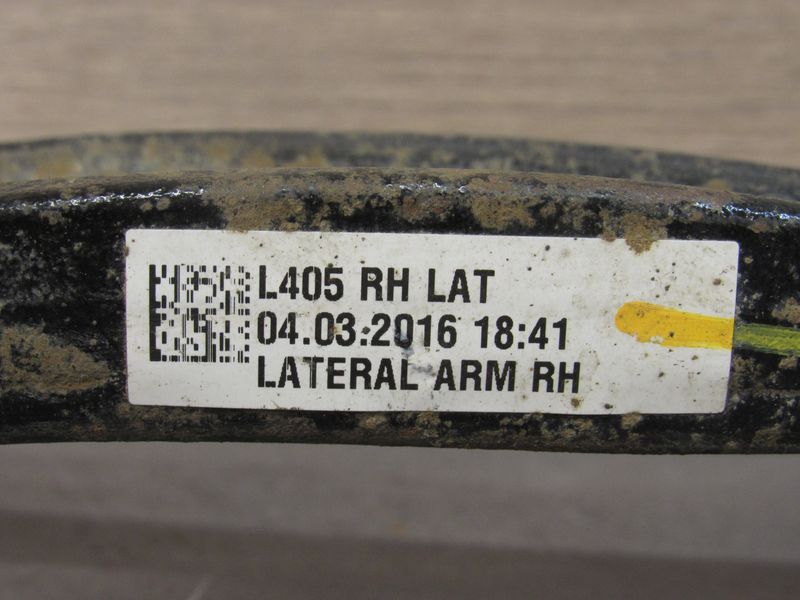 L405 RH LAT
04.03.2016 18:41
LATERAL ARM RH